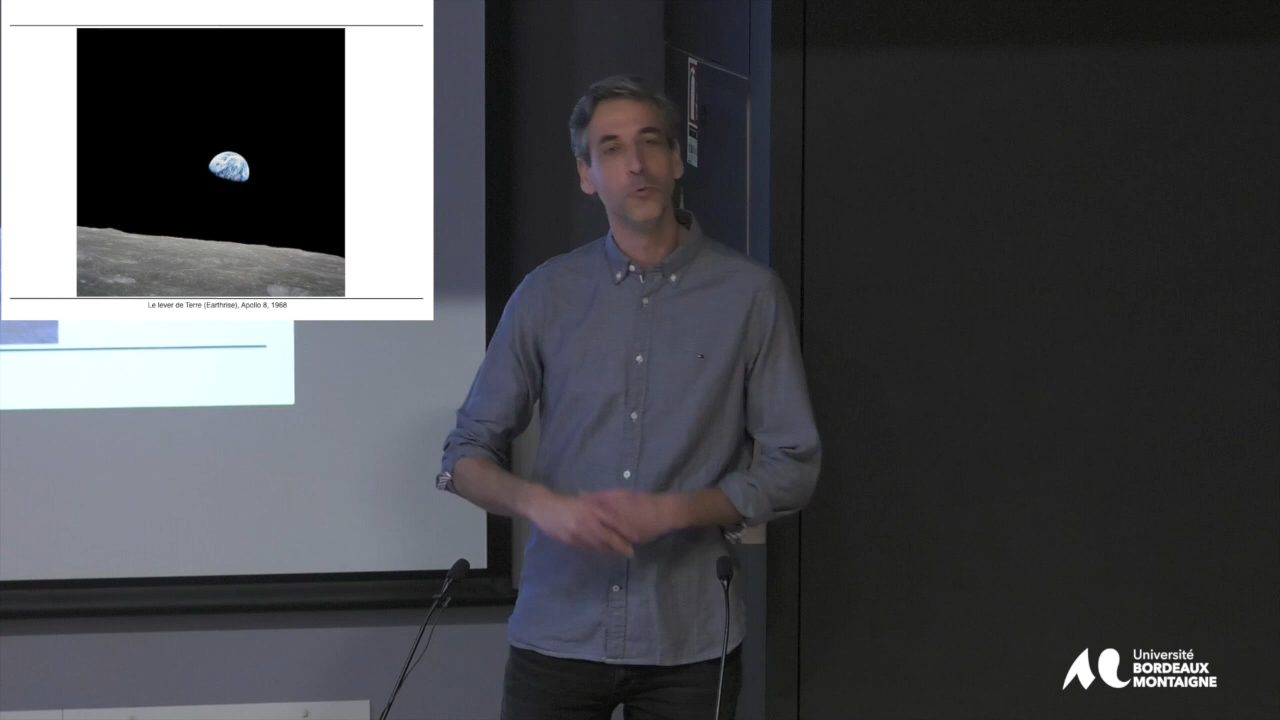 Le lever de Terre (Earthrise), Apollo 8, 1968
Université
BORDEAUX
MONTAIGNE